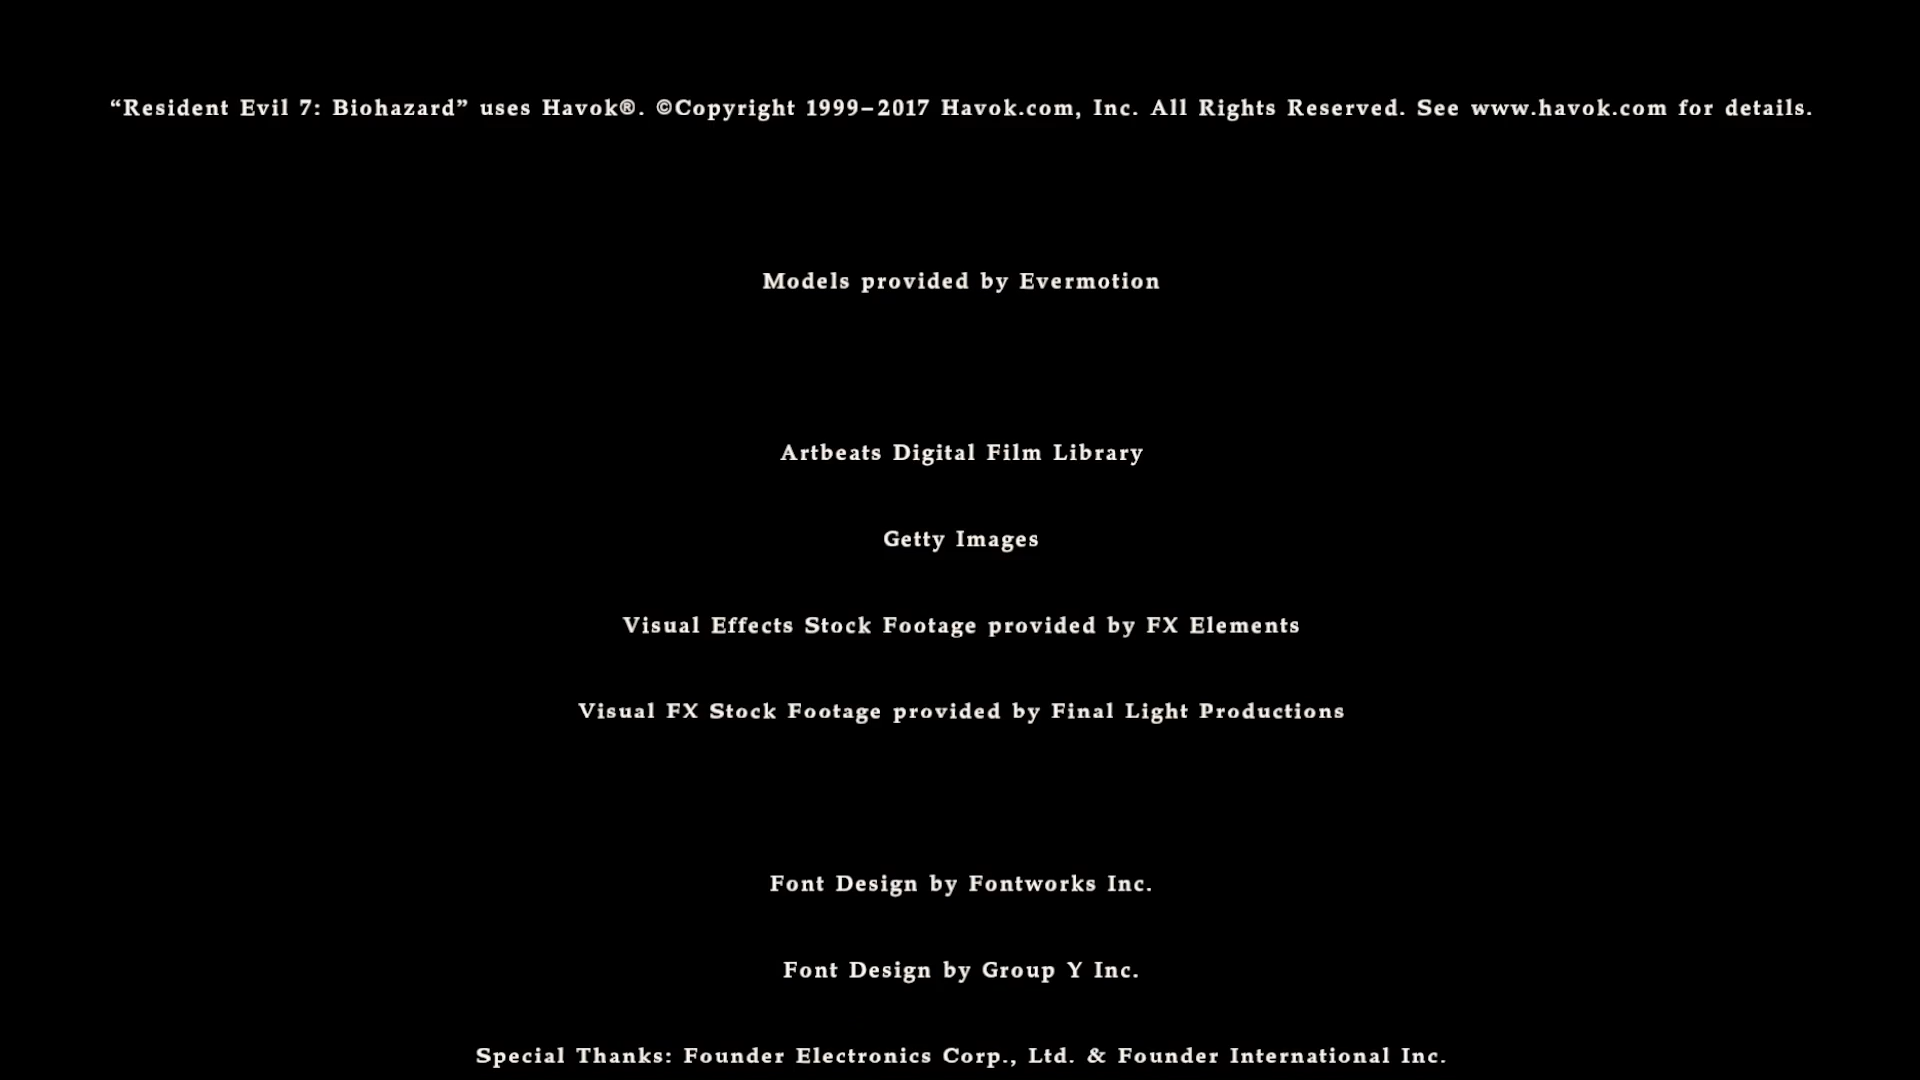 “Resident Evil 7: Biohazard” uses Havok®. ©Copyright 1999–2017 Havok.com, Inc. All Rights Reserved. See www.havok.com for details.
Models provided by Evermotion
Artbeats Digital Film Library
Getty Images
Visual Effects Stock Footage provided by FX Elements
Visual FX Stock Footage provided by Final Light Productions
Font Design by Fontworks Inc.
Font Design by Group Y Inc.
Special Thanks: Founder Electronics Corp., Ltd. & Founder International Inc.